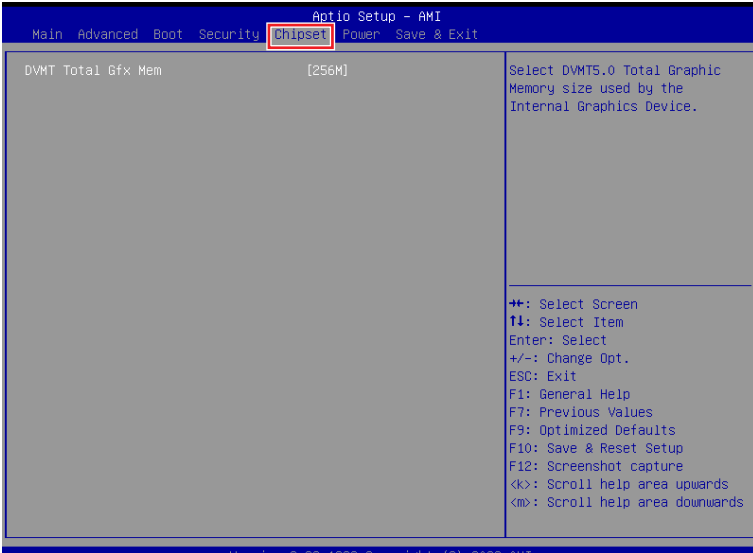 Aptio Setup – AMI
Main Advanced Boot Security Chipset Power Save & Exit
DVMT Total Gfx Mem [256M]
Select DVMT5.0 Total Graphic
Memory size used by the
Internal Graphics Device.
→←: Select Screen
↑↓: Select Item
Enter: Select
+/-: Change Opt.
ESC: Exit
F1: General Help
F7: Previous Values
F9: Optimized Defaults
F10: Save & Reset Setup
F12: Screenshot capture
<k>: Scroll help area upwards
<m>: Scroll help area downwards